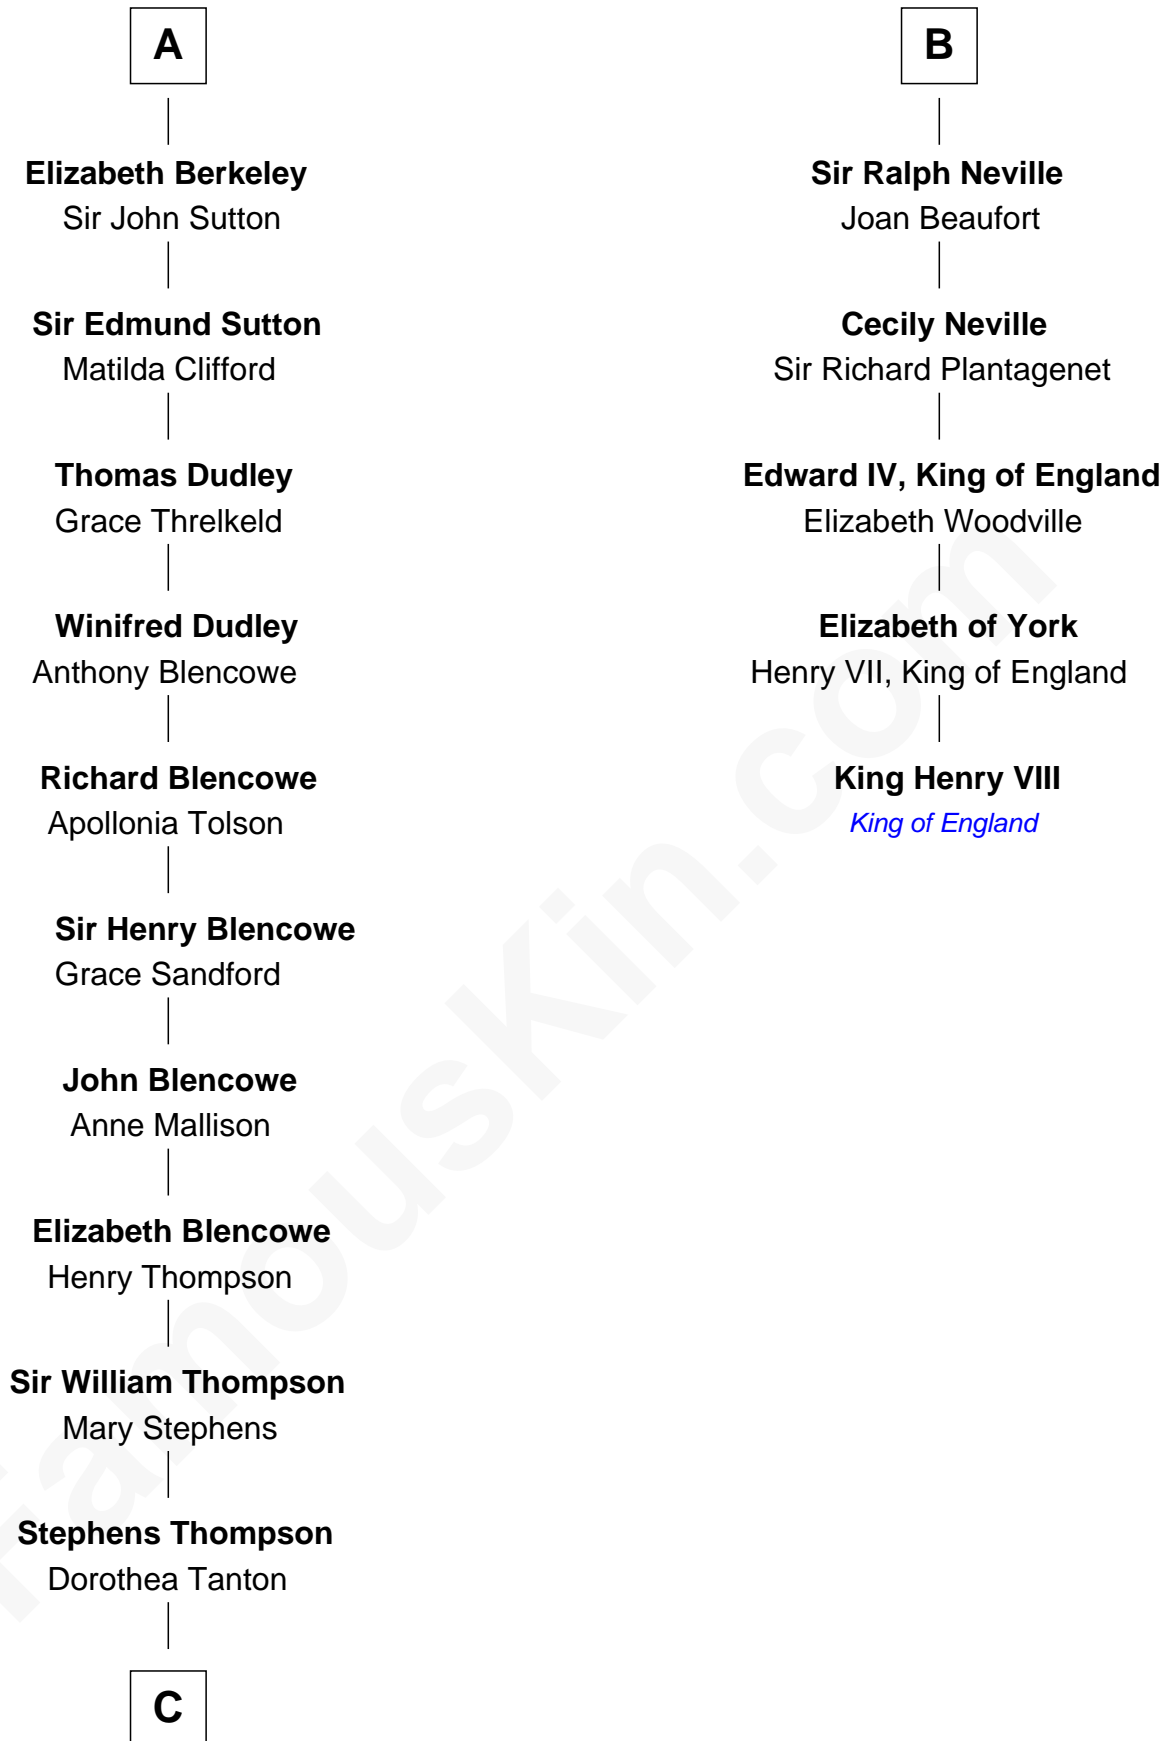 A
Elizabeth Berkeley
Sir John Sutton
Sir Edmund Sutton
Matilda Clifford
Thomas Dudley
Grace Threlkeld
Winifred Dudley
Anthony Blencowe
Richard Blencowe
Apollonia Tolson
Sir Henry Blencowe
Grace Sandford
John Blencowe
Anne Mallison
Elizabeth Blencowe
Henry Thompson
Sir William Thompson
Mary Stephens
Stephens Thompson
Dorothea Tanton
C
B
Sir Ralph Neville
Joan Beaufort
Cecily Neville
Sir Richard Plantagenet
Edward IV, King of England
Elizabeth Woodville
Elizabeth of York
Henry VII, King of England
King Henry VIII
King of England
FamousKin.com